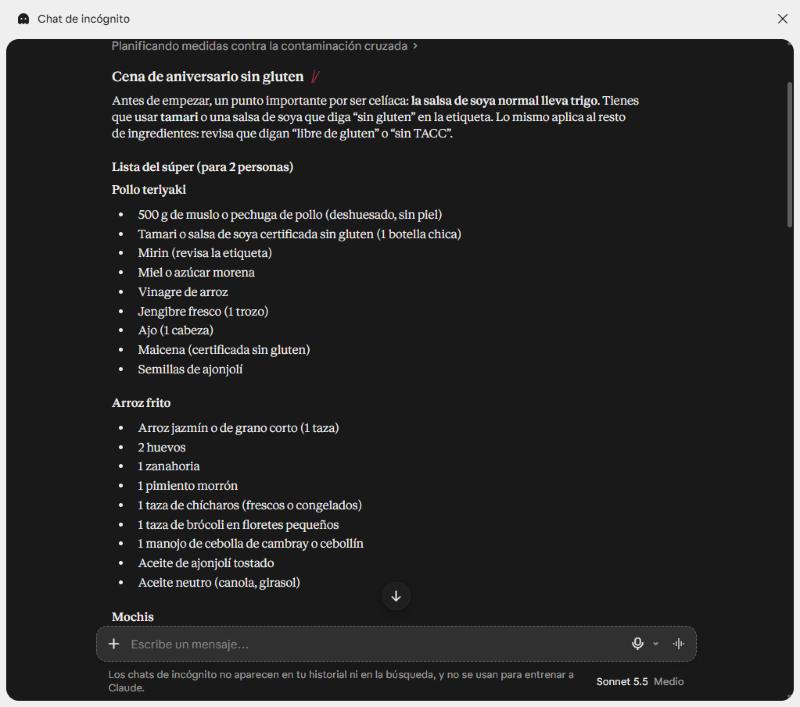 Chat de incógnito
Planificando medidas contra la contaminación cruzada
Cena de aniversario sin gluten
Antes de empezar, un punto importante por ser celíaca: la salsa de soya normal lleva trigo. Tienes
que usar tamari o una salsa de soya que diga “sin gluten” en la etiqueta. Lo mismo aplica al resto
de ingredientes: revisa que digan “libre de gluten” o “sin TACC”.
Lista del súper (para 2 personas)
Pollo teriyaki
• 500 g de muslo o pechuga de pollo (deshuesado, sin piel)
• Tamari o salsa de soya certificada sin gluten (1 botella chica)
• Mirin (revisa la etiqueta)
• Miel o azúcar morena
• Vinagre de arroz
• Jengibre fresco (1 trozo)
• Ajo (1 cabeza)
• Maicena (certificada sin gluten)
• Semillas de ajonjolí
Arroz frito
• Arroz jazmín o de grano corto (1 taza)
• 2 huevos
• 1 zanahoria
• 1 pimiento morrón
• 1 taza de chícharos (frescos o congelados)
• 1 taza de brócoli en floretes pequeños
• 1 manojo de cebolla de cambray o cebollín
• Aceite de ajonjolí tostado
• Aceite neutro (canola, girasol)
Mochis
Escribe un mensaje...
Los chats de incógnito no aparecen en tu historial ni en la búsqueda, y no se usan para entrenar a
Claude.
Sonnet 5.5 Medio